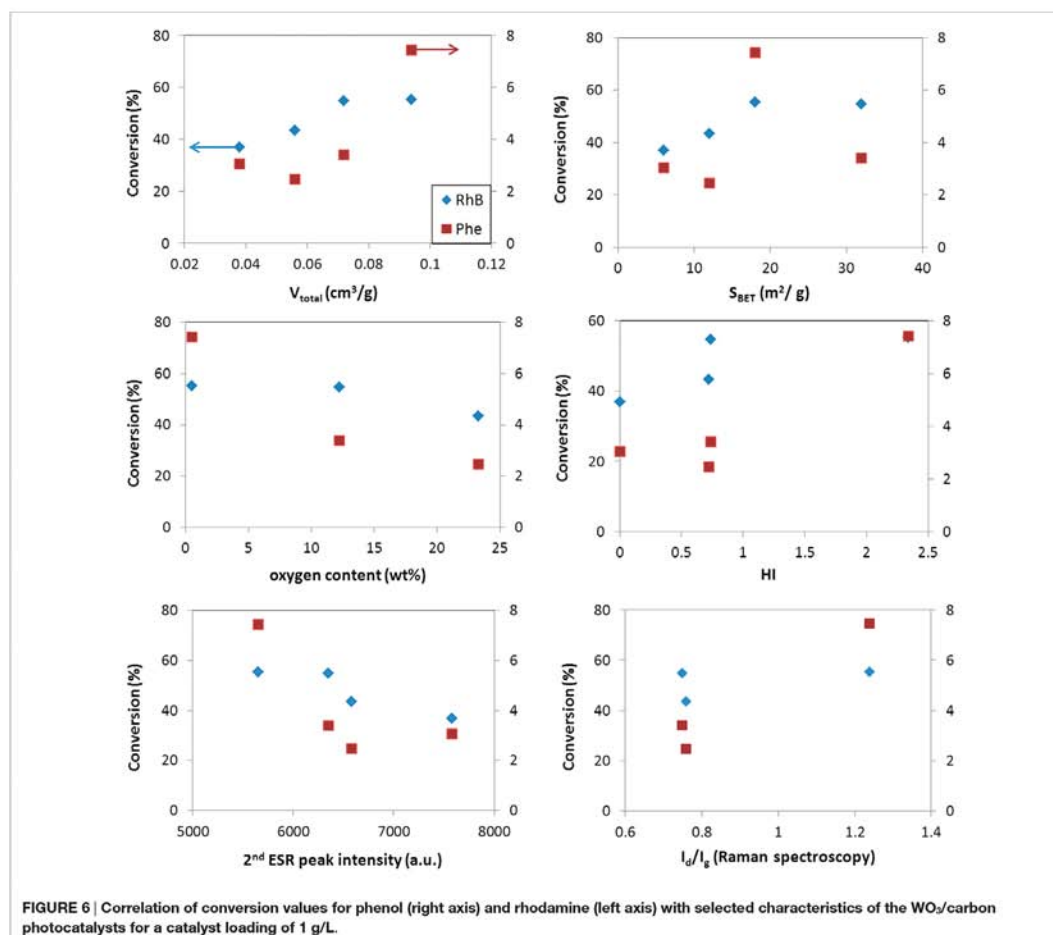 80
60
40
20
0
Conversion (%)
8
6
4
2
0
RhB
Phe
0.02 0.04 0.06 0.08 0.1 0.12
Vtotal (cm³/g)
80
60
40
20
0
Conversion (%)
8
6
4
2
0
0 10 20 30 40
SBET (m²/ g)
80
60
40
20
0
Conversion (%)
8
6
4
2
0
0 5 10 15 20 25
oxygen content (wt%)
60
40
20
0
Conversion (%)
8
6
4
2
0
0 0.5 1 1.5 2 2.5
HI
80
60
40
20
0
Conversion (%)
8
6
4
2
0
5000 6000 7000 8000
2nd ESR peak intensity (a.u.)
80
60
40
20
0
Conversion (%)
8
6
4
2
0
0.6 0.8 1 1.2 1.4
Id/Ig (Raman spectroscopy)
FIGURE 6 | Correlation of conversion values for phenol (right axis) and rhodamine (left axis) with selected characteristics of the WO₃/carbon
photocatalysts for a catalyst loading of 1 g/L.